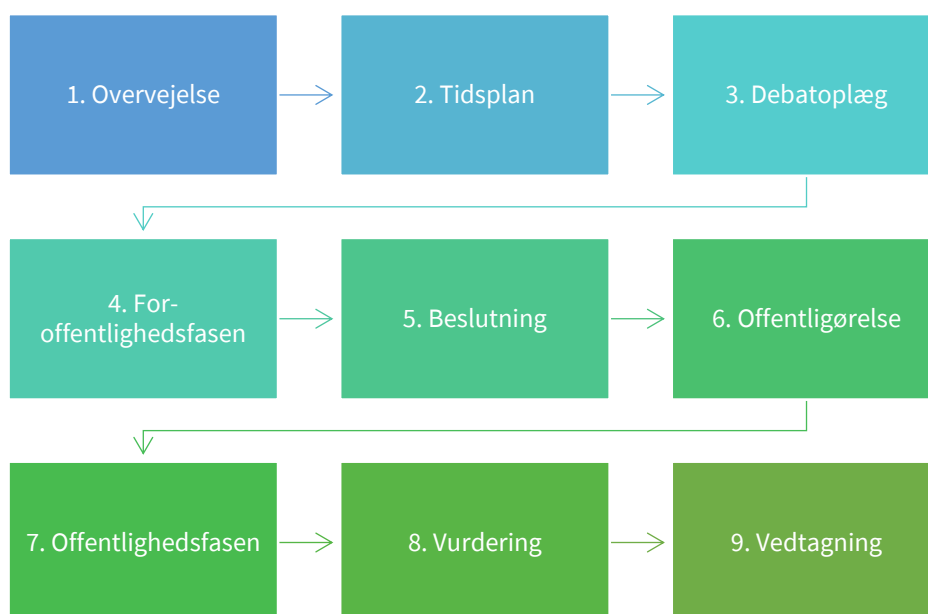 1. Overvejelse
2. Tidsplan
3. Debatoplæg
4. For-
offentlighedsfasen
5. Beslutning
6. Offentligørelse
7. Offentlighedsfasen
8. Vurdering
9. Vedtagning